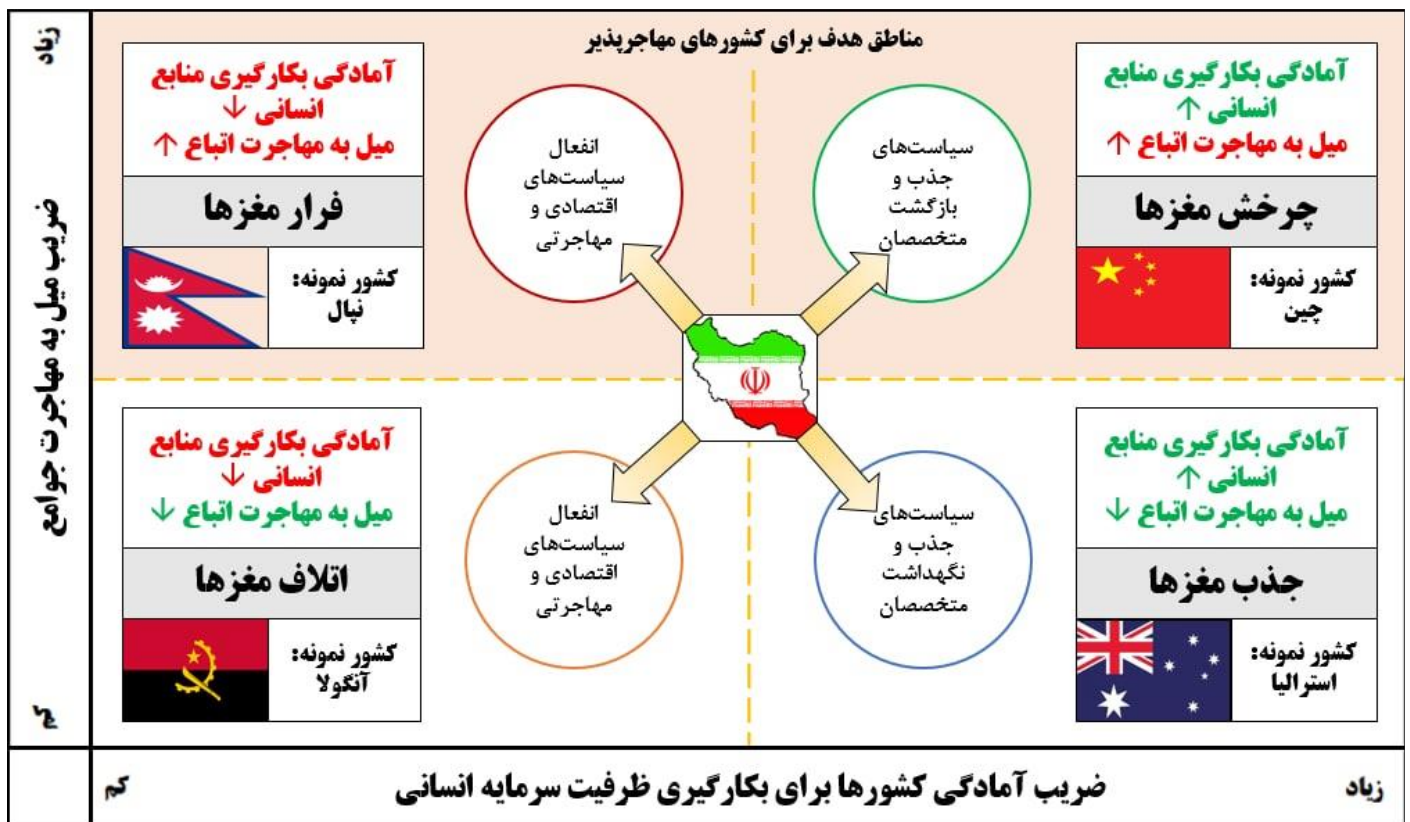 مناطق هدف برای کشورهای مهاجرپذیر
زیاد
ضریب میل به مهاجرت جوامع
کم
آمادگی بکارگیری منابع
انسانی ↑
میل به مهاجرت اتباع ↑
چرخش مغزها
کشور نمونه:
چین
سیاست‌های
جذب و
بازگشت
متخصصان
انفعال
سیاست‌های
اقتصادی و
مهاجرتی
آمادگی بکارگیری منابع
انسانی ↓
میل به مهاجرت اتباع ↑
فرار مغزها
کشور نمونه:
نپال
آمادگی بکارگیری منابع
انسانی ↑
میل به مهاجرت اتباع ↓
جذب مغزها
کشور نمونه:
استرالیا
سیاست‌های
جذب و
نگهداشت
متخصصان
انفعال
سیاست‌های
اقتصادی و
مهاجرتی
آمادگی بکارگیری منابع
انسانی ↓
میل به مهاجرت اتباع ↓
اتلاف مغزها
کشور نمونه:
آنگولا
زیاد
ضریب آمادگی کشورها برای بکارگیری ظرفیت سرمایه انسانی
کم